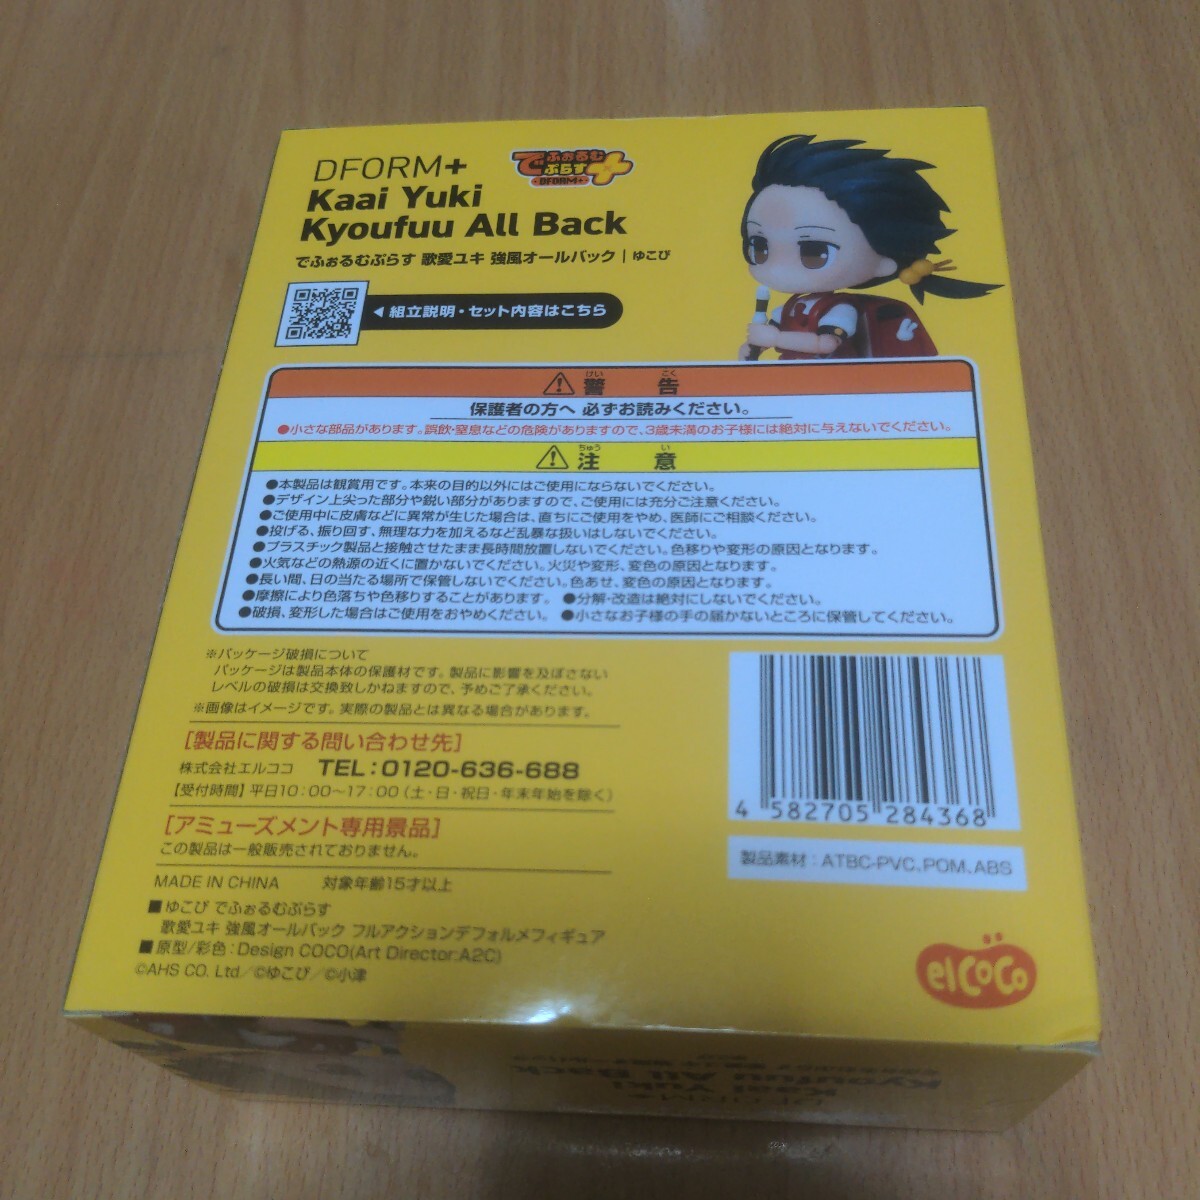 DFORM+
Kaai Yuki
Kyoufuu All Back
でふぉるむぷらす 歌愛ユキ 強風オールバック｜ゆこぴ
でふぉるむ
ぷらす
DFORM+
◀ 組立説明・セット内容はこちら
⚠警告
けい こく
保護者の方へ 必ずお読みください。
●小さな部品があります。誤飲・窒息などの危険がありますので、3歳未満のお子様には絶対に与えないでください。
⚠注意
ちゅう い
●本製品は観賞用です。本来の目的以外にはご使用にならないでください。
●デザイン上尖った部分や鋭い部分がありますので、ご使用には充分ご注意ください。
●ご使用中に皮膚などに異常が生じた場合は、直ちにご使用をやめ、医師にご相談ください。
●投げる、振り回す、無理な力を加えるなど乱暴な扱いはしないでください。
●プラスチック製品と接触させたまま長時間放置しないでください。色移りや変形の原因となります。
●火気などの熱源の近くに置かないでください。火災や変形、変色の原因となります。
●長い間、日の当たる場所で保管しないでください。色あせ、変色の原因となります。
●摩擦により色落ちや色移りすることがあります。 ●分解・改造は絶対にしないでください。
●破損、変形した場合はご使用をおやめください。 ●小さなお子様の手の届かないところに保管してください。
※パッケージ破損について
パッケージは製品本体の保護材です。製品に影響を及ぼさない
レベルの破損は交換致しかねますので、予めご了承ください。
※画像はイメージです。実際の製品とは異なる場合があります。
[製品に関する問い合わせ先]
株式会社エルココ TEL：0120-636-688
【受付時間】平日10：00～17：00（土・日・祝日・年末年始を除く）
[アミューズメント専用景品]
この製品は一般販売されておりません。
MADE IN CHINA 対象年齢15才以上
■ゆこぴ でふぉるむぷらす
歌愛ユキ 強風オールバック フルアクションデフォルメフィギュア
■原型/彩色：Design COCO(Art Director:A2C)
©AHS CO. Ltd／©ゆこぴ／©小津
4 582705 284368
製品素材：ATBC-PVC、POM、ABS
elCoCo
Kaai Yuki
Kyoufuu All Back